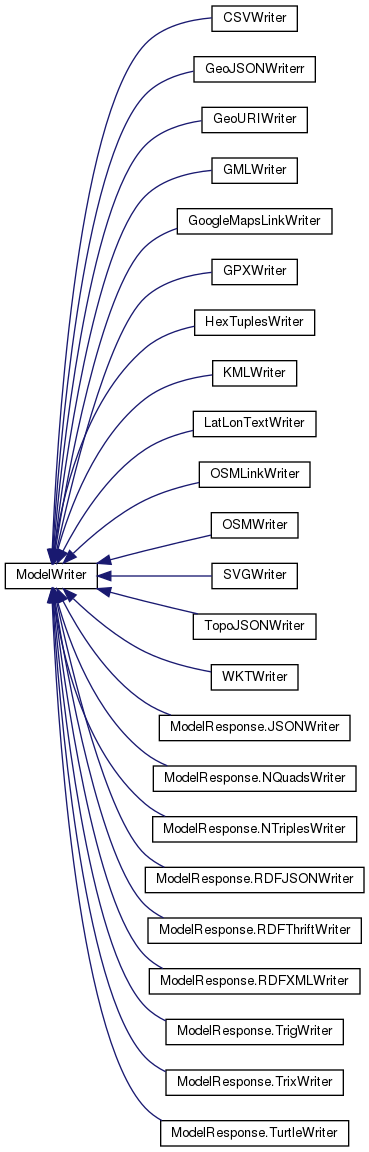 CSVWriter
GeoJSONWriterr
GeoURIWriter
GMLWriter
GoogleMapsLinkWriter
GPXWriter
HexTuplesWriter
KMLWriter
LatLonTextWriter
OSMLinkWriter
OSMWriter
ModelWriter
SVGWriter
TopoJSONWriter
WKTWriter
ModelResponse.JSONWriter
ModelResponse.NQuadsWriter
ModelResponse.NTriplesWriter
ModelResponse.RDFJSONWriter
ModelResponse.RDFThriftWriter
ModelResponse.RDFXMLWriter
ModelResponse.TrigWriter
ModelResponse.TrixWriter
ModelResponse.TurtleWriter